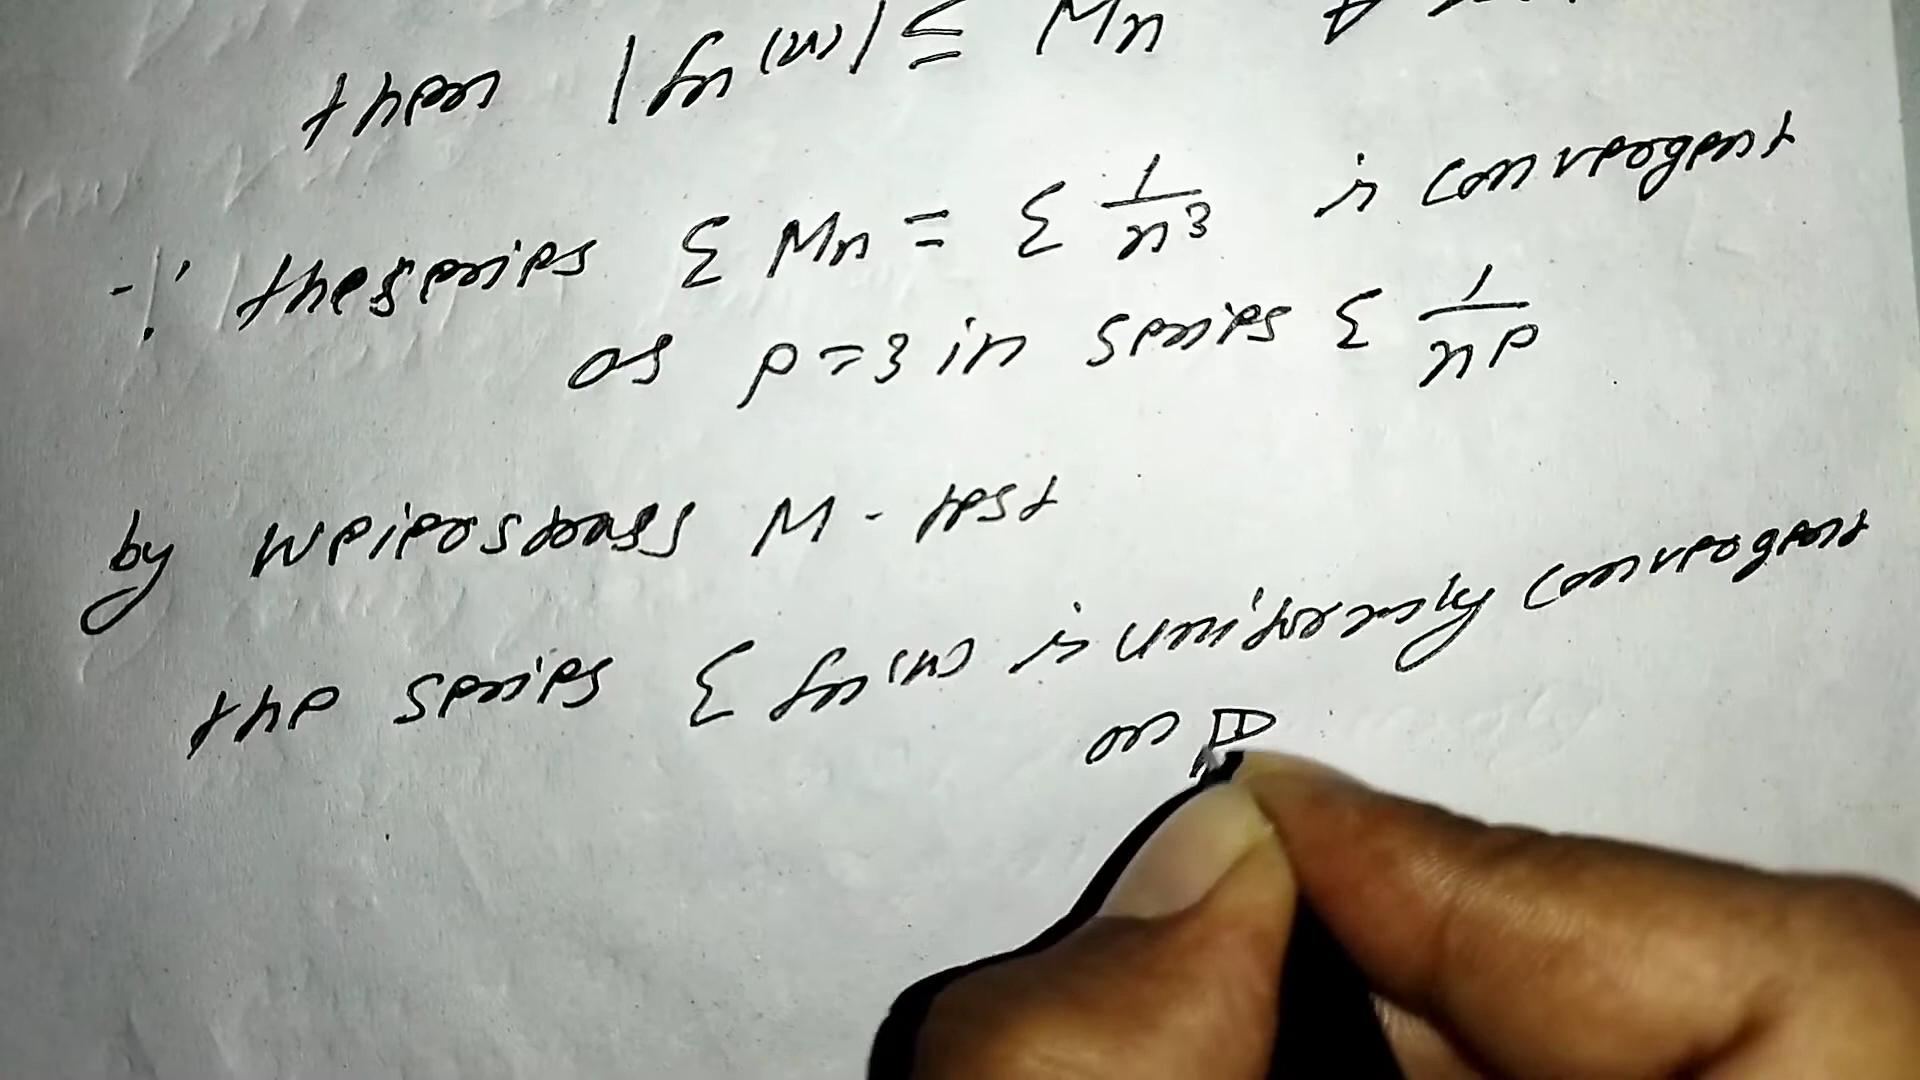 then |fn(x)| ≤ Mn ∀
∵ the series Σ Mn = Σ 1/n³ is convergent
as p=3 in series Σ 1/n^p
by weierstrass M-test
the series Σ fn(x) is uniformly convergent
on ℝ